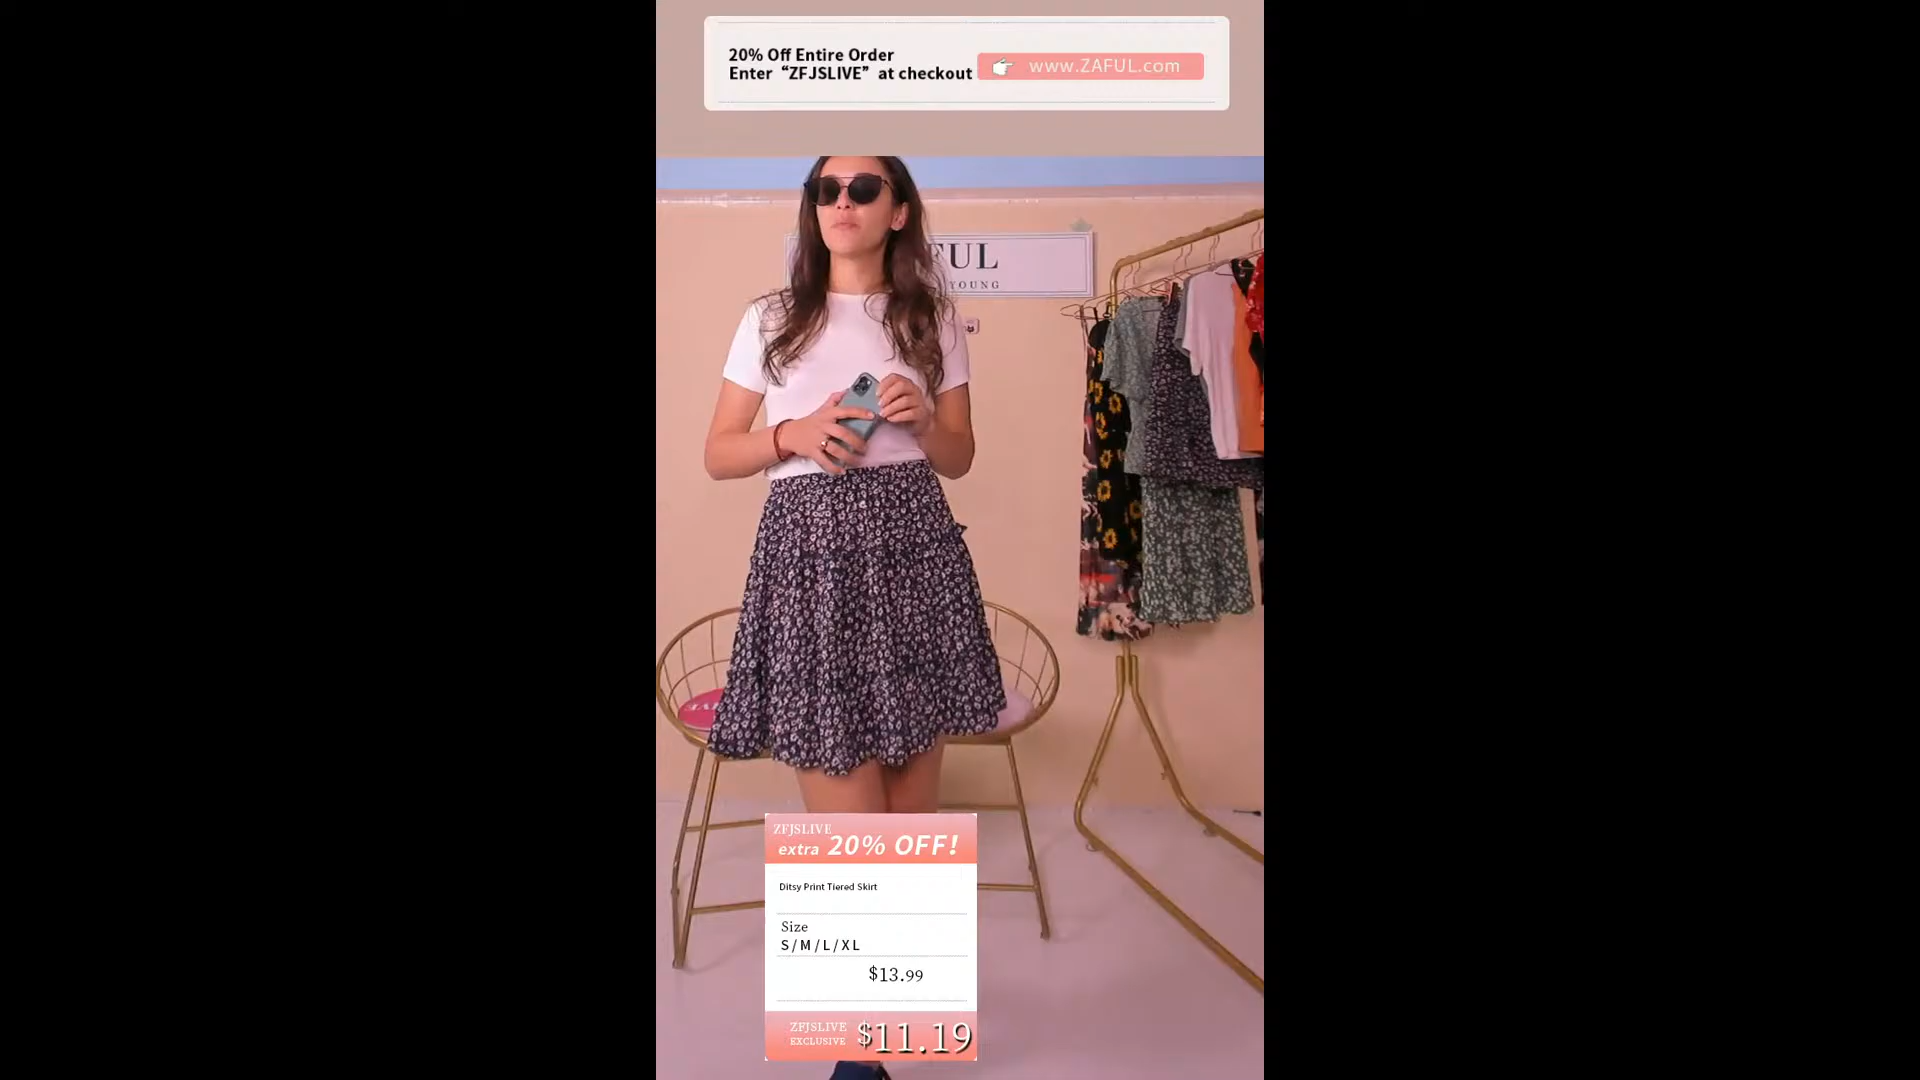 20% Off Entire Order
Enter“ZFJSLIVE”at checkout
www.ZAFUL.com
FUL
YOUNG
ZFJSLIVE
extra 20% OFF!
Ditsy Print Tiered Skirt
Size
S/M/L/XL
$13.99
ZFJSLIVE
EXCLUSIVE
$11.19